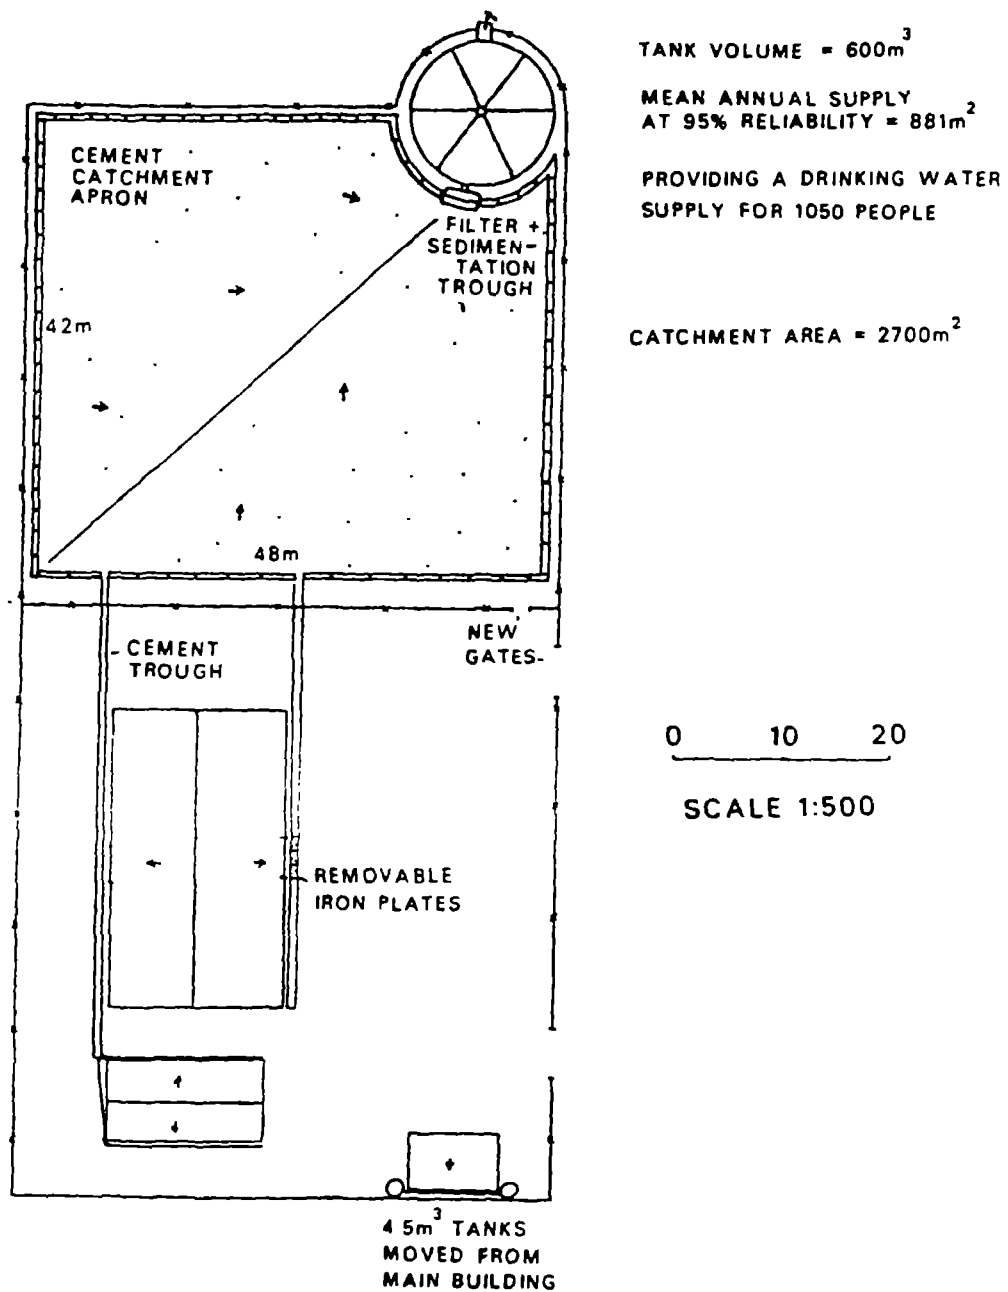 TANK VOLUME = 600m³
MEAN ANNUAL SUPPLY
AT 95% RELIABILITY = 881m²
PROVIDING A DRINKING WATER
SUPPLY FOR 1050 PEOPLE
CATCHMENT AREA = 2700m²
CEMENT
CATCHMENT
APRON
FILTER +
SEDIMEN-
TATION
TROUGH
42m
48m
NEW
GATES-
CEMENT
TROUGH
0 10 20
SCALE 1:500
REMOVABLE
IRON PLATES
4 5m³ TANKS
MOVED FROM
MAIN BUILDING